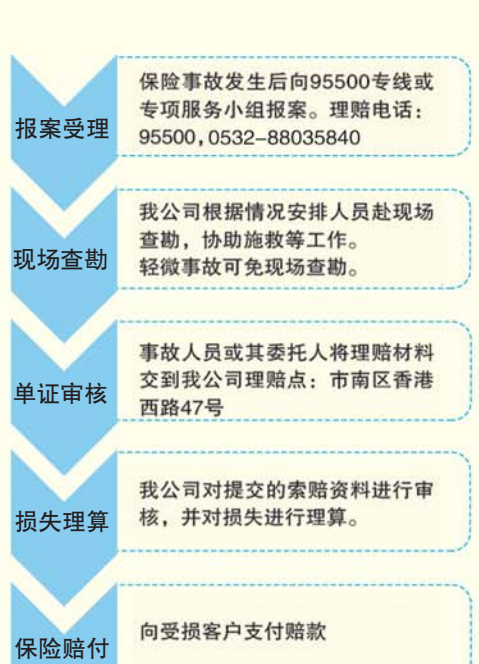 报案受理
保险事故发生后向95500专线或
专项服务小组报案。理赔电话：
95500,0532-88035840
现场查勘
我公司根据情况安排人员赴现场
查勘，协助施救等工作。
轻微事故可免现场查勘。
单证审核
事故人员或其委托人将理赔材料
交到我公司理赔点：市南区香港
西路47号
损失理算
我公司对提交的索赔资料进行审
核，并对损失进行理算。
保险赔付
向受损客户支付赔款